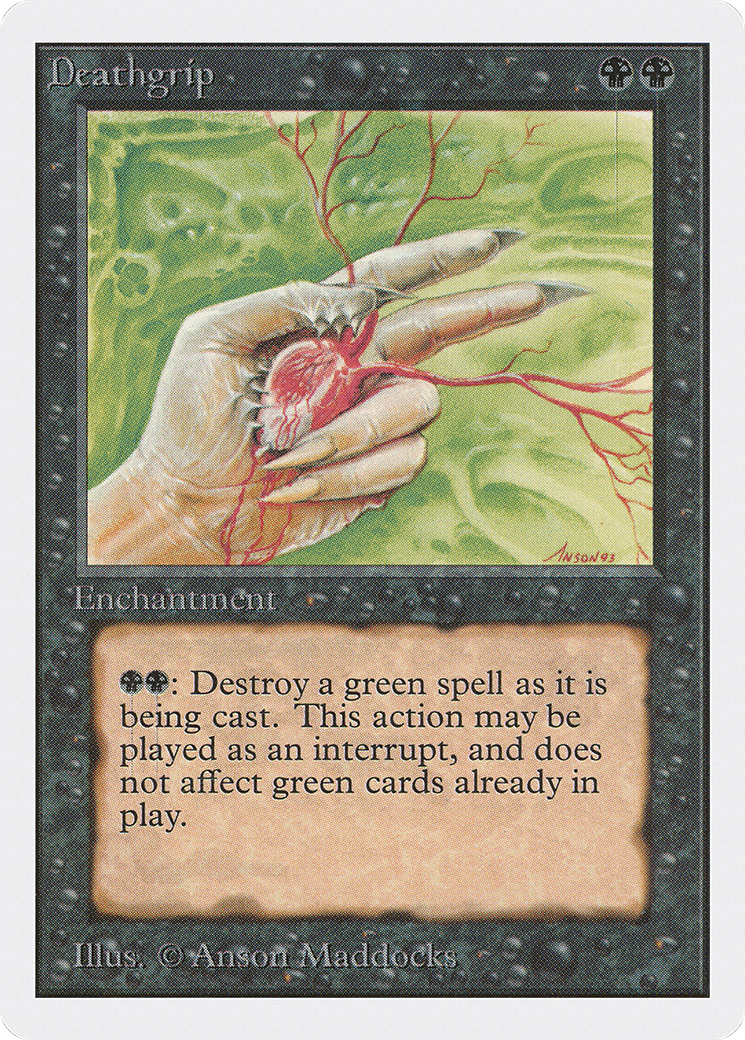 Deathgrip
ANSON93
Enchantment
: Destroy a green spell as it is
being cast. This action may be
played as an interrupt, and does
not affect green cards already in
play.
Illus. © Anson Maddocks